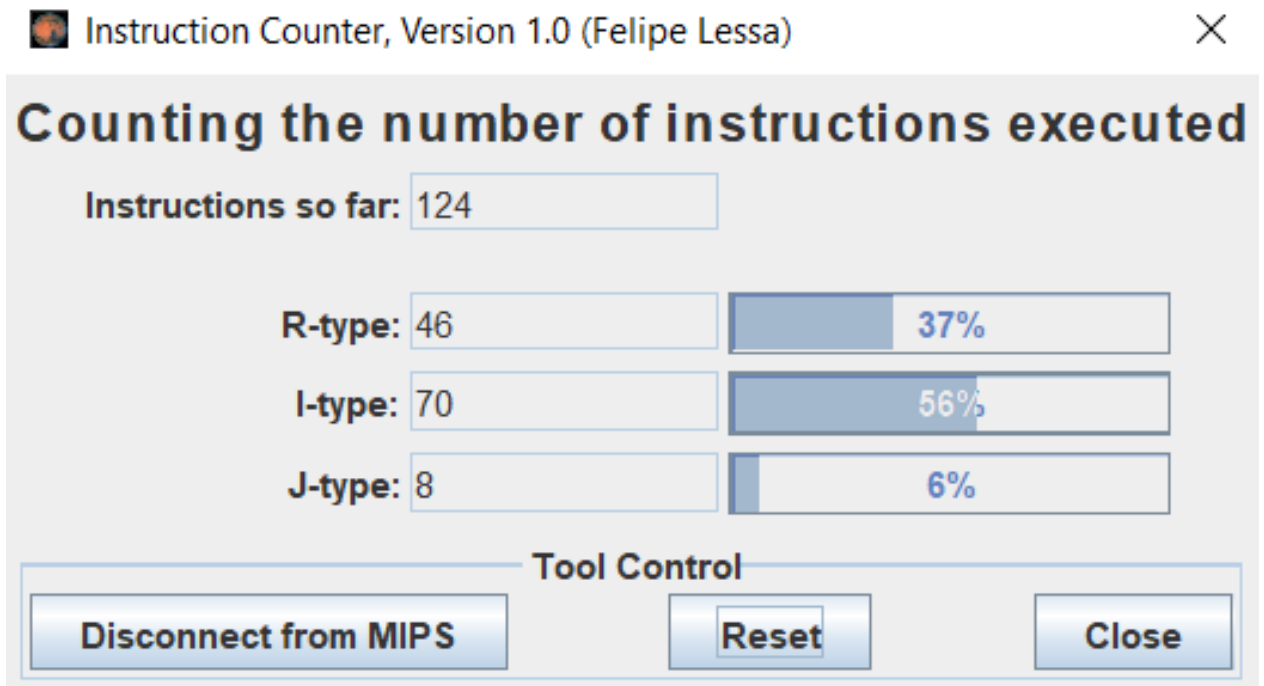 Instruction Counter, Version 1.0 (Felipe Lessa)
Counting the number of instructions executed
Instructions so far: 124
R-type: 46 37%
I-type: 70 56%
J-type: 8 6%
Tool Control
Disconnect from MIPS Reset Close